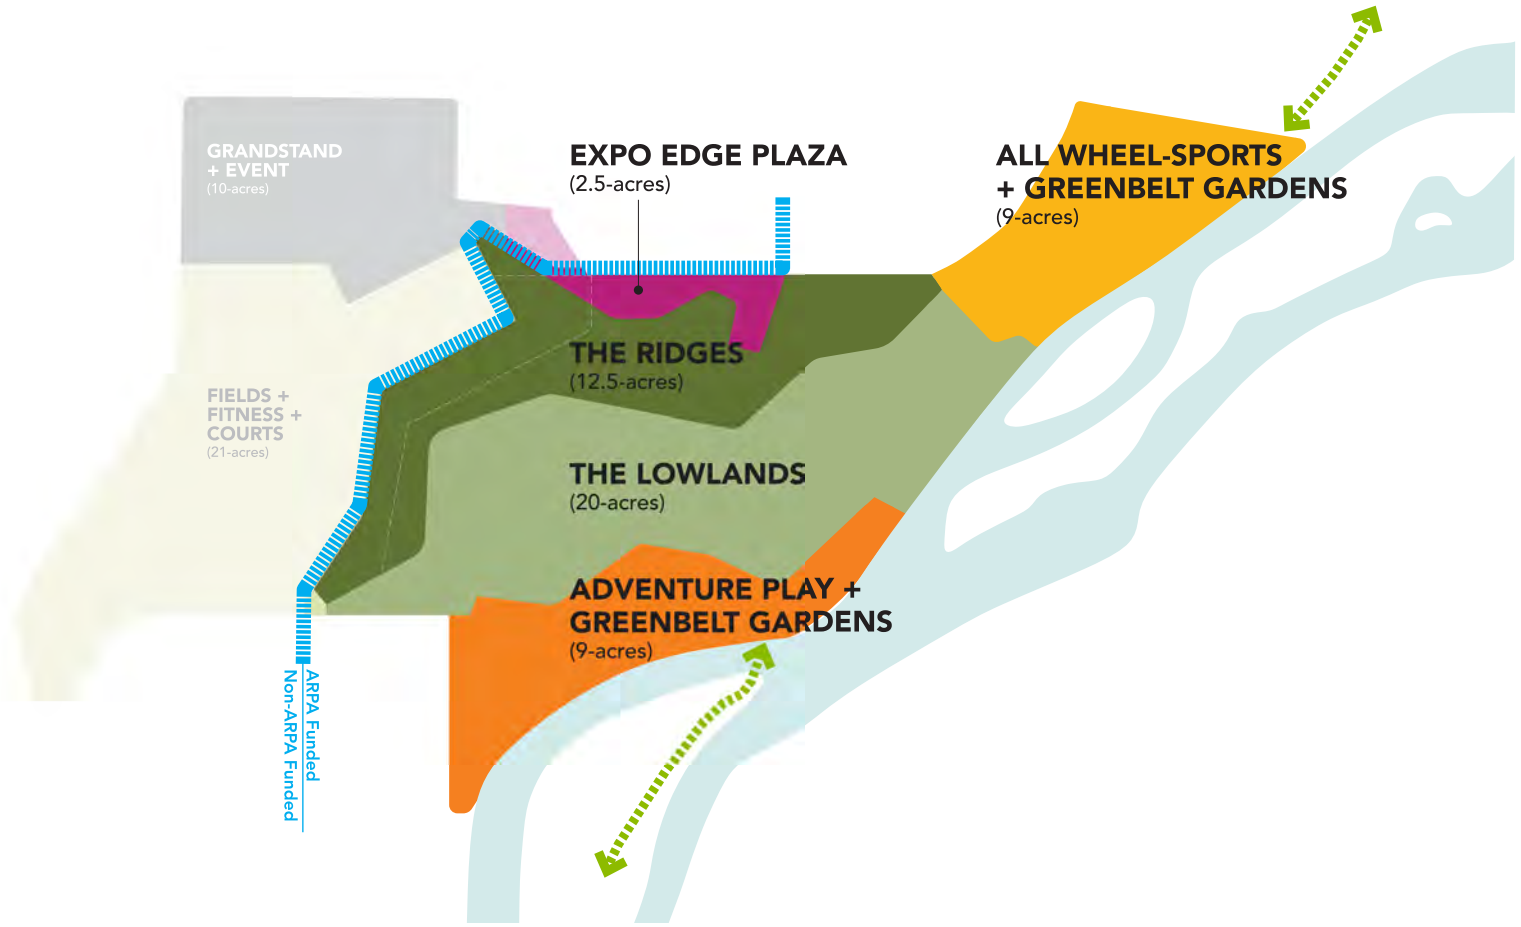 GRANDSTAND
+ EVENT
(10-acres)
EXPO EDGE PLAZA
(2.5-acres)
ALL WHEEL-SPORTS
+ GREENBELT GARDENS
(9-acres)
THE RIDGES
(12.5-acres)
FIELDS +
FITNESS +
COURTS
(21-acres)
THE LOWLANDS
(20-acres)
ADVENTURE PLAY +
GREENBELT GARDENS
(9-acres)
ARPA Funded
Non-ARPA Funded